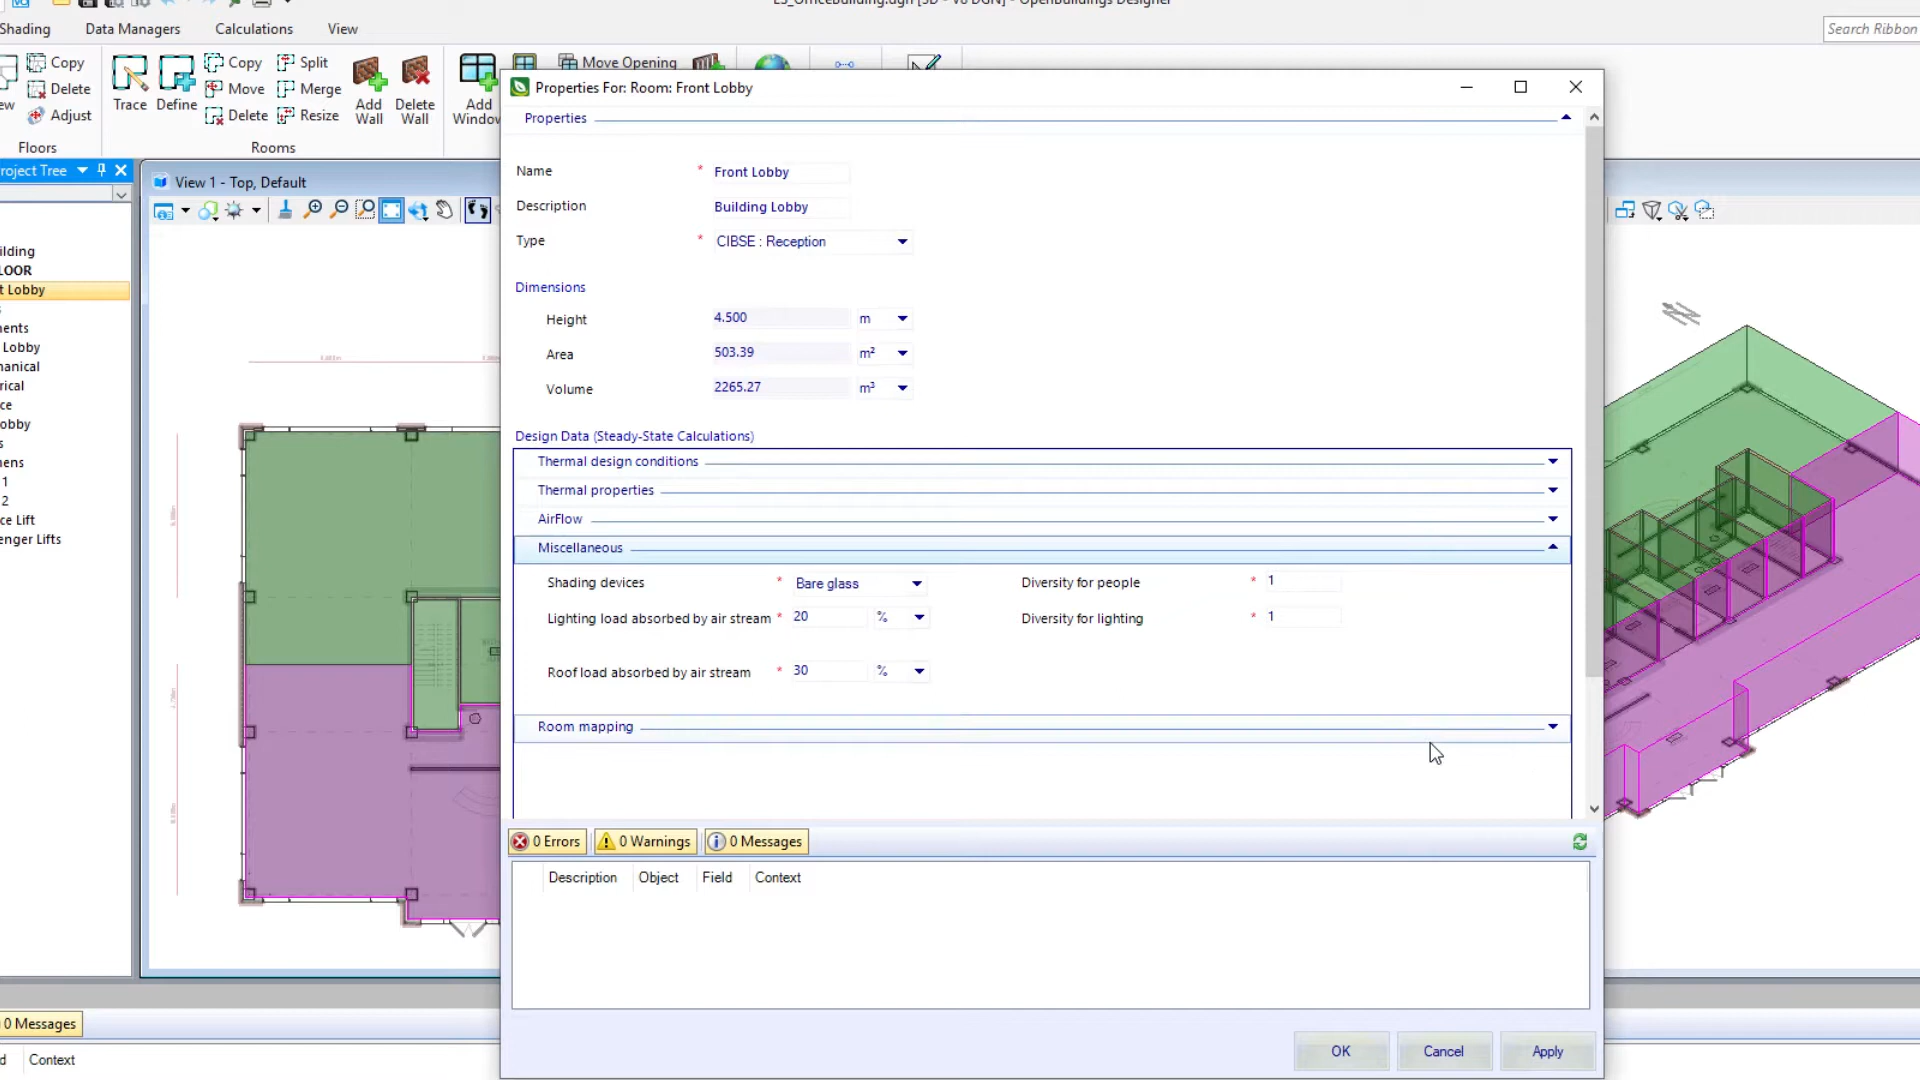 Shading
Data Managers
Calculations
View
Search Ribbon
Copy
Delete
Adjust
Floors
Trace
Define
Copy
Move
Delete
Split
Merge
Resize
Add Wall
Delete Wall
Rooms
Add
Move Opening
Properties For: Room: Front Lobby
Properties
Name * Front Lobby
Description Building Lobby
Type * CIBSE : Reception
Dimensions
Height 4.500 m
Area 503.39 m²
Volume 2265.27 m³
Design Data (Steady-State Calculations)
Thermal design conditions
Thermal properties
AirFlow
Miscellaneous
Shading devices * Bare glass
Diversity for people * 1
Lighting load absorbed by air stream * 20 %
Diversity for lighting * 1
Roof load absorbed by air stream * 30 %
Room mapping
0 Errors
0 Warnings
0 Messages
Description Object Field Context
OK
Cancel
Apply
roject Tree
ilding
LOOR
t Lobby
ents
Lobby
hanical
rical
ce
obby
s
mens
1
2
ce Lift
enger Lifts
View 1 - Top, Default
0 Messages
d Context